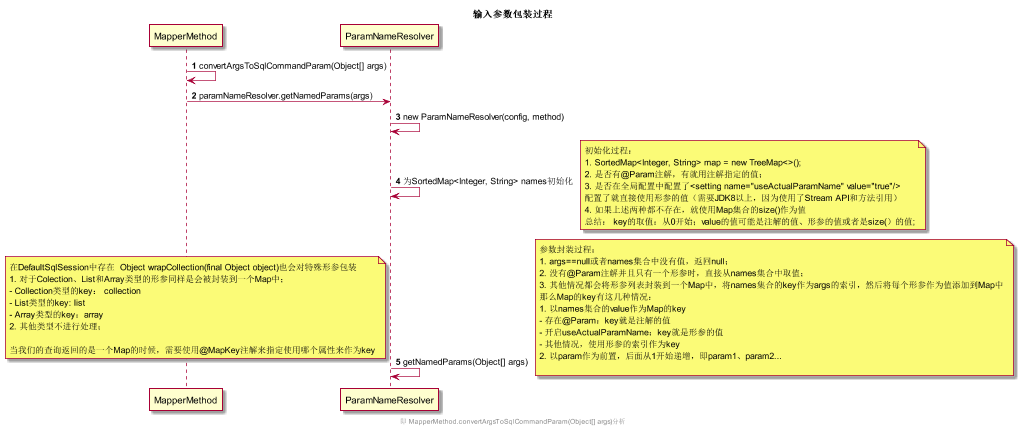 输入参数包装过程
MapperMethod
ParamNameResolver
1 convertArgsToSqlCommandParam(Object[] args)
2 paramNameResolver.getNamedParams(args)
3 new ParamNameResolver(config, method)
4 为SortedMap<Integer, String> names初始化
初始化过程：
1. SortedMap<Integer, String> map = new TreeMap<>();
2. 是否有@Param注解，有就用注解指定的值；
3. 是否在全局配置中配置了<setting name="useActualParamName" value="true"/>
配置了就直接使用形参的值（需要JDK8以上，因为使用了Stream API和方法引用）
4. 如果上述两种都不存在，就使用Map集合的size()作为值
总结： key的取值：从0开始；value的值可能是注解的值、形参的值或者是size()的值;
在DefaultSqlSession中存在 Object wrapCollection(final Object object)也会对特殊形参包装
1. 对于Colection、List和Array类型的形参同样是会被封装到一个Map中；
- Collection类型的key： collection
- List类型的key: list
- Array类型的key：array
2. 其他类型不进行处理；
当我们的查询返回的是一个Map的时候，需要使用@MapKey注解来指定使用哪个属性来作为key
参数封装过程：
1. args==null或者names集合中没有值，返回null;
2. 没有@Param注解并且只有一个形参时，直接从names集合中取值；
3. 其他情况都会将形参列表封装到一个Map中，将names集合的key作为args的索引，然后将每个形参作为值添加到Map中
那么Map的key有这几种情况：
1. 以names集合的value作为Map的key
- 存在@Param：key就是注解的值
- 开启useActualParamName：key就是形参的值
- 其他情况，使用形参的索引作为key
2. 以param作为前置，后面从1开始递增，即param1、param2...
5 getNamedParams(Object[] args)
MapperMethod
ParamNameResolver
MapperMethod.convertArgsToSqlCommandParam(Object[] args)分析